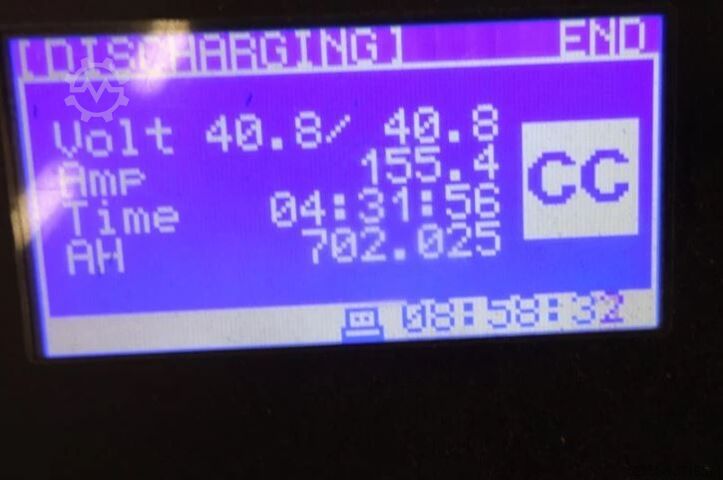 [DISCHARGING] END
Volt 40.8/ 40.8
Amp 155.4
CC
Time 04:31:56
AH 702.025
08:58:32